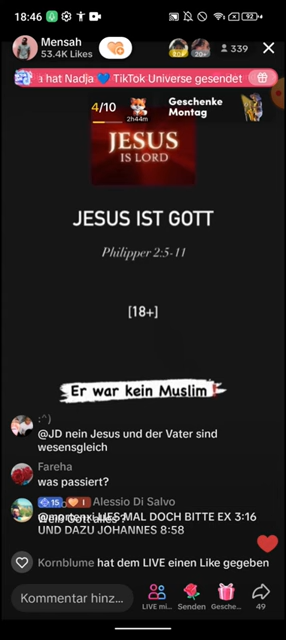 18:46
92
Mensah
53.4K Likes
20+
339
a hat Nadja 💙 TikTok Universe gesendet
4/10
2h44m
Geschenke
Montag
JESUS
IS LORD
JESUS IST GOTT
Philipper 2:5-11
[18+]
Er war kein Muslim❗
:⁠^)
@JD nein Jesus und der Vater sind
wesensgleich
Fareha
was passiert?
15 I Alessio Di Salvo
LIES MAL DOCH BITTE EX 3:16
UND DAZU JOHANNES 8:58
Kornblume hat dem LIVE einen Like gegeben
Kommentar hinz...
LIVE mi...
Senden
Gesche...
49